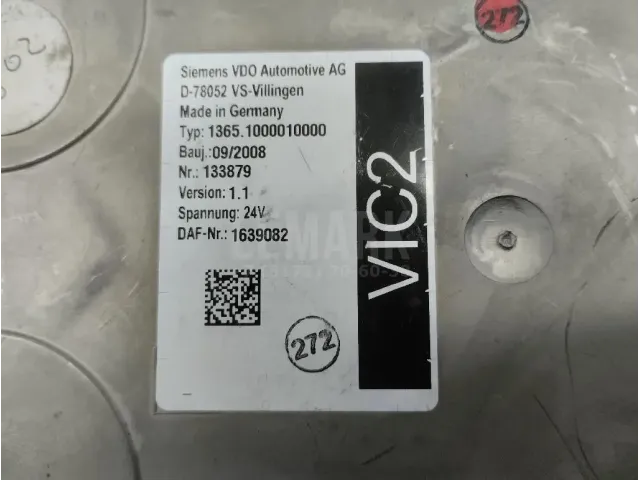 272
02
Siemens VDO Automotive AG
D-78052 VS-Villingen
Made in Germany
Typ: 1365.1000010000
Bauj.:09/2008
Nr.: 133879
Version: 1.1
Spannung: 24V
DAF-Nr.: 1639082
VIC2
272